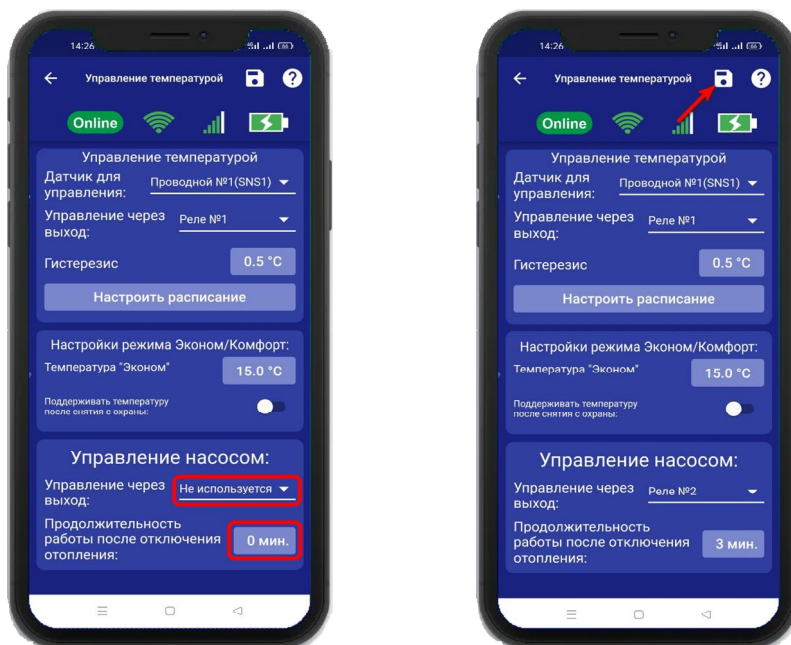 14:26
Управление температурой
Online
Управление температурой
Датчик для
управления:
Проводной №1(SNS1)
Управление через
выход:
Реле №1
Гистерезис
0.5 °C
Настроить расписание
Настройки режима Эконом/Комфорт:
Температура "Эконом"
15.0 °C
Поддерживать температуру
после снятия с охраны:
Управление насосом:
Управление через
выход:
Не используется
Продолжительность
работы после отключения
отопления:
0 мин.
14:26
Управление температурой
Online
Управление температурой
Датчик для
управления:
Проводной №1(SNS1)
Управление через
выход:
Реле №1
Гистерезис
0.5 °C
Настроить расписание
Настройки режима Эконом/Комфорт:
Температура "Эконом"
15.0 °C
Поддерживать температуру
после снятия с охраны:
Управление насосом:
Управление через
выход:
Реле №2
Продолжительность
работы после отключения
отопления:
3 мин.